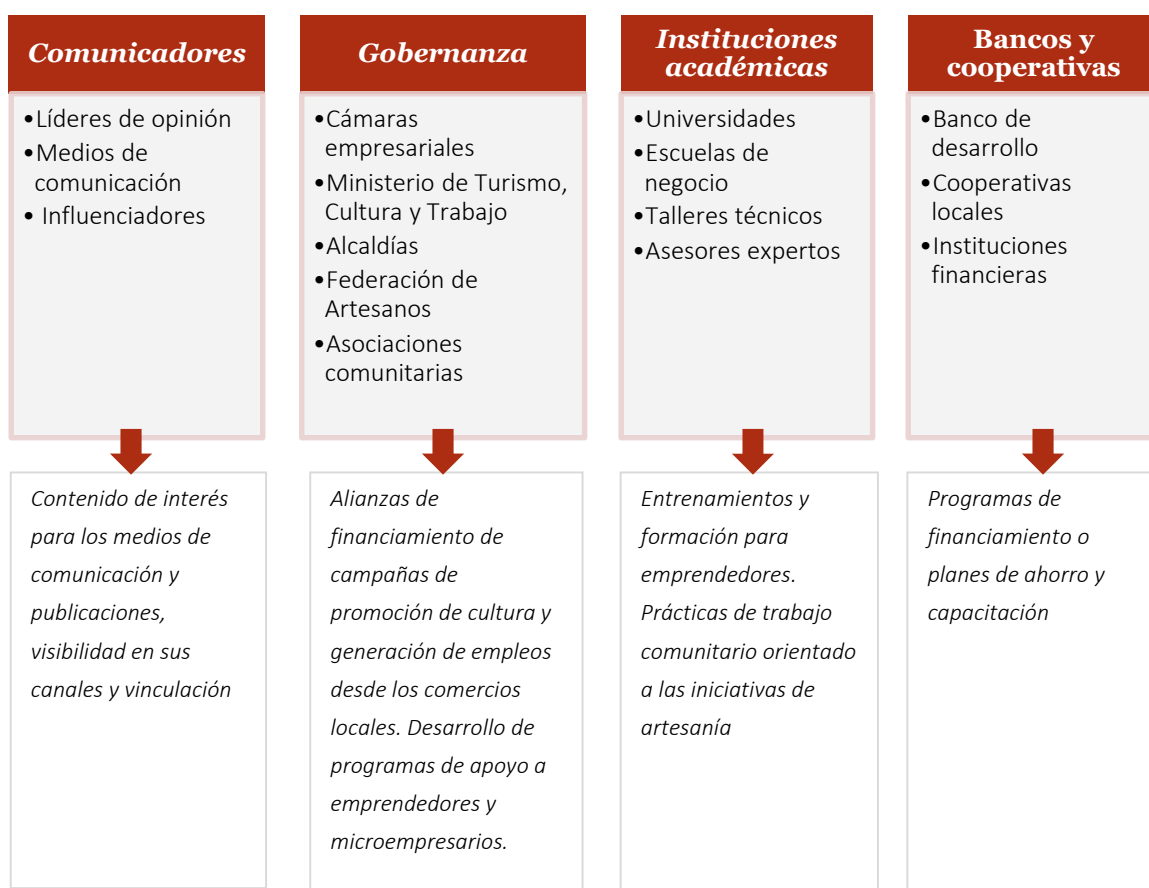 Comunicadores
•Líderes de opinión
•Medios de
comunicación
• Influenciadores
Contenido de interés
para los medios de
comunicación y
publicaciones,
visibilidad en sus
canales y vinculación
Gobernanza
•Cámaras
empresariales
•Ministerio de Turismo,
Cultura y Trabajo
•Alcaldías
•Federación de
Artesanos
•Asociaciones
comunitarias
Alianzas de
financiamiento de
campañas de
promoción de cultura y
generación de empleos
desde los comercios
locales. Desarrollo de
programas de apoyo a
emprendedores y
microempresarios.
Instituciones
académicas
•Universidades
•Escuelas de
negocio
•Talleres técnicos
•Asesores expertos
Entrenamientos y
formación para
emprendedores.
Prácticas de trabajo
comunitario orientado
a las iniciativas de
artesanía
Bancos y
cooperativas
•Banco de
desarrollo
•Cooperativas
locales
•Instituciones
financieras
Programas de
financiamiento o
planes de ahorro y
capacitación